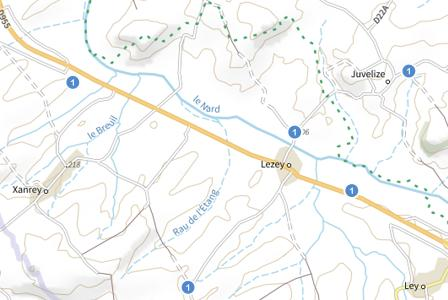 D955
D22A
1
Juvelize
1
le Nard
le Breuil
1
Lezey
218
Xanrey
1
Rau de l'Étang
1
Ley